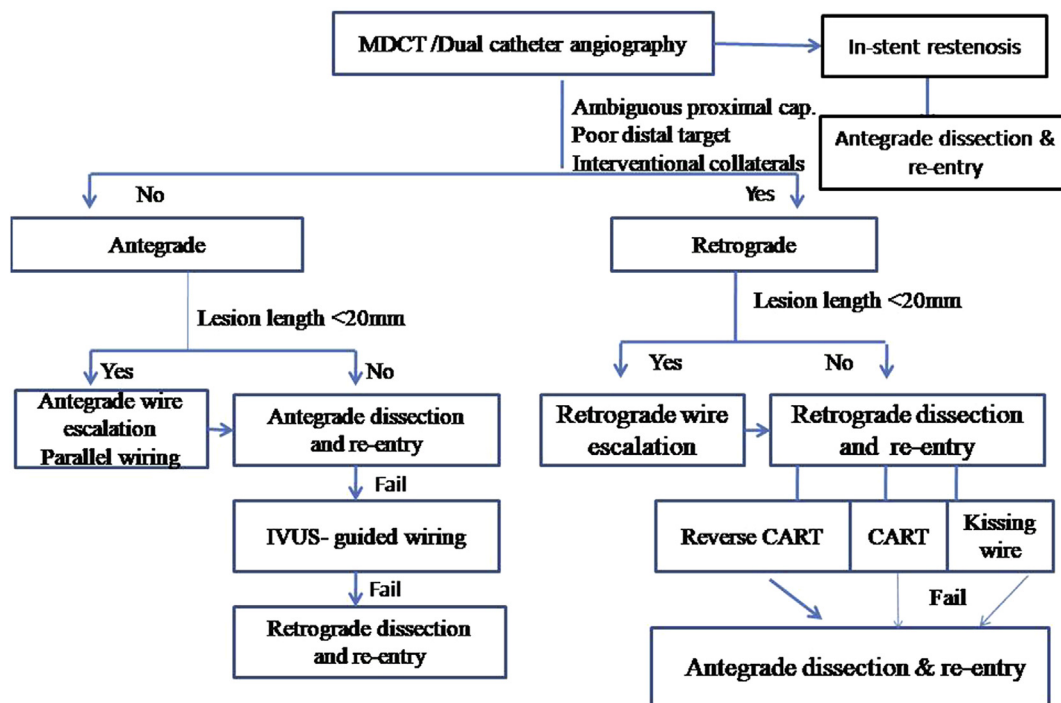 MDCT /Dual catheter angiography
In-stent restenosis
Ambiguous proximal cap.
Poor distal target
Interventional collaterals
Antegrade dissection &
re-entry
No
Yes
Antegrade
Retrograde
Lesion length <20mm
Lesion length <20mm
Yes
No
Yes
No
Antegrade wire
escalation
Parallel wiring
Antegrade dissection
and re-entry
Retrograde wire
escalation
Retrograde dissection
and re-entry
Fail
IVUS- guided wiring
Reverse CART
CART
Kissing
wire
Fail
Fail
Retrograde dissection
and re-entry
Antegrade dissection & re-entry